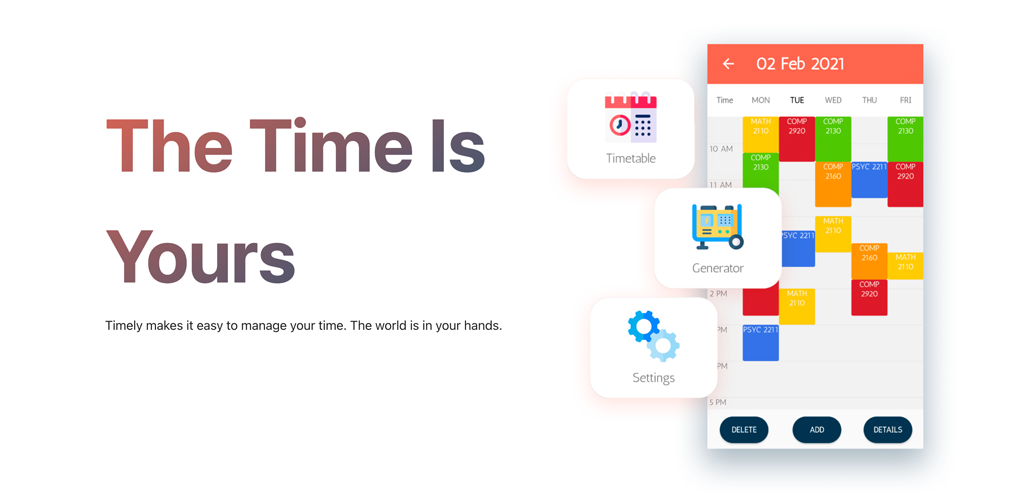 The Time Is
Yours
Timely makes it easy to manage your time. The world is in your hands.
Timetable
Generator
Settings
02 Feb 2021
Time MON TUE WED THU FRI
MATH 2110
COMP 2920
COMP 2130
COMP 2130
10 AM
COMP 2130
COMP 2160
PSYC 2211
COMP 2920
11 AM
MATH 2110
PSYC 2211
COMP 2160
MATH 2110
COMP 2920
2 PM
MATH 2110
PSYC 2211
PM
PM
5 PM
DELETE ADD DETAILS